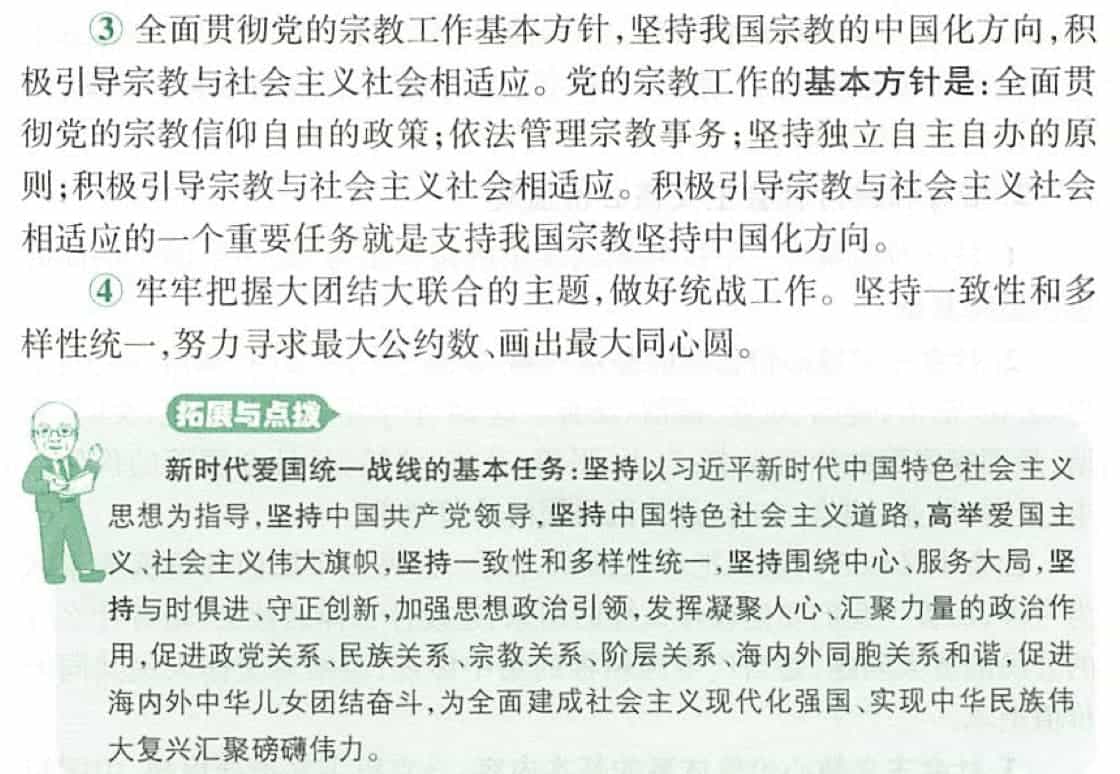 ③ 全面贯彻党的宗教工作基本方针,坚持我国宗教的中国化方向,积
极引导宗教与社会主义社会相适应。党的宗教工作的基本方针是:全面贯
彻党的宗教信仰自由的政策;依法管理宗教事务;坚持独立自主自办的原
则;积极引导宗教与社会主义社会相适应。积极引导宗教与社会主义社会
相适应的一个重要任务就是支持我国宗教坚持中国化方向。
④ 牢牢把握大团结大联合的主题,做好统战工作。坚持一致性和多
样性统一,努力寻求最大公约数、画出最大同心圆。
拓展与点拨
新时代爱国统一战线的基本任务:坚持以习近平新时代中国特色社会主义
思想为指导,坚持中国共产党领导,坚持中国特色社会主义道路,高举爱国主
义、社会主义伟大旗帜,坚持一致性和多样性统一,坚持围绕中心、服务大局,坚
持与时俱进、守正创新,加强思想政治引领,发挥凝聚人心、汇聚力量的政治作
用,促进政党关系、民族关系、宗教关系、阶层关系、海内外同胞关系和谐,促进
海内外中华儿女团结奋斗,为全面建成社会主义现代化强国、实现中华民族伟
大复兴汇聚磅礴伟力。